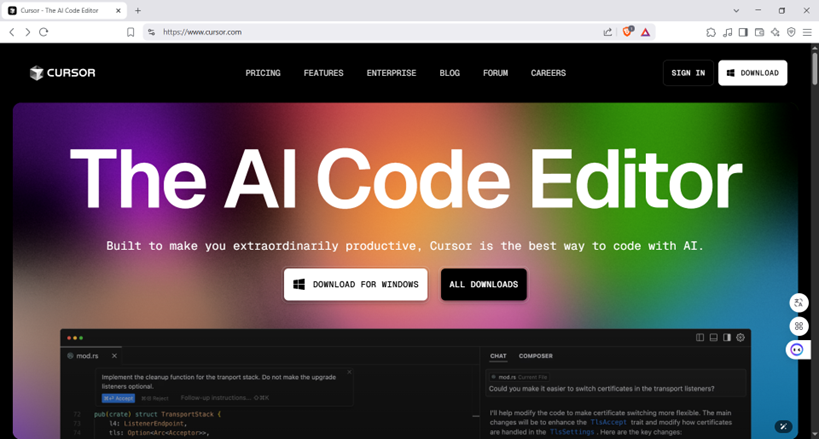 Cursor - The AI Code Editor
https://www.cursor.com
CURSOR
PRICING FEATURES ENTERPRISE BLOG FORUM CAREERS
SIGN IN
DOWNLOAD
The AI Code Editor
Built to make you extraordinarily productive, Cursor is the best way to code with AI.
DOWNLOAD FOR WINDOWS
ALL DOWNLOADS
mod.rs
Implement the cleanup function for the tranport stack. Do not make the upgrade
listeners optional.
Accept
Reject
Follow-up instructions...
72 pub(crate) struct TransportStack {
73 l4: ListenerEndpoint,
74 tls: Option<Arc<Acceptor>>,
CHAT COMPOSER
mod.rs Current File
Could you make it easier to switch certificates in the transport listeners?
I'll help modify the code to make certificate switching more flexible. The main
changes will be to enhance the TlsAccept trait and modify how certificates
are handled in the TlsSettings. Here are the key changes: